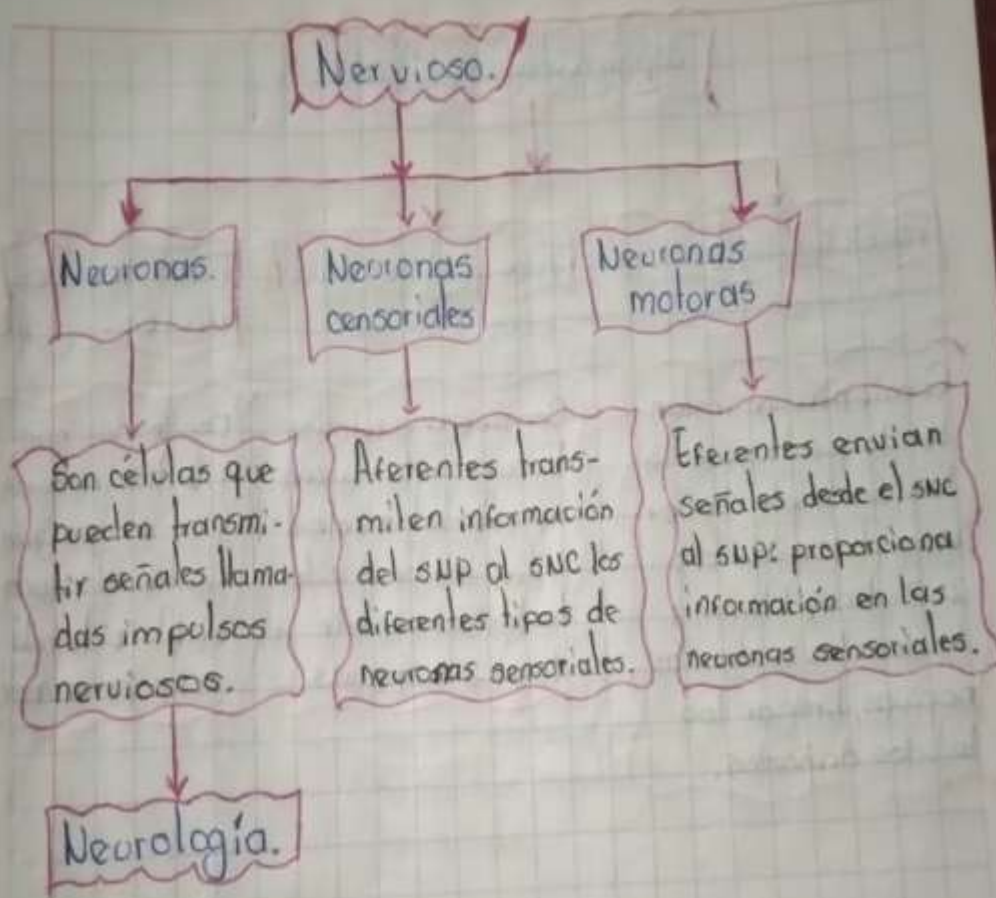 Nervioso.
Neuronas.
Neuronas
censoriales
Neuronas
motoras
Son células que
pueden transmi-
tir señales llama-
das impulsos
nerviosos.
Aferentes trans-
miten información
del SNP al SNC los
diferentes tipos de
neuronas sensoriales.
Eferentes envian
señales desde el SNC
al SNP: proporciona
información en las
neuronas sensoriales.
Neurología.